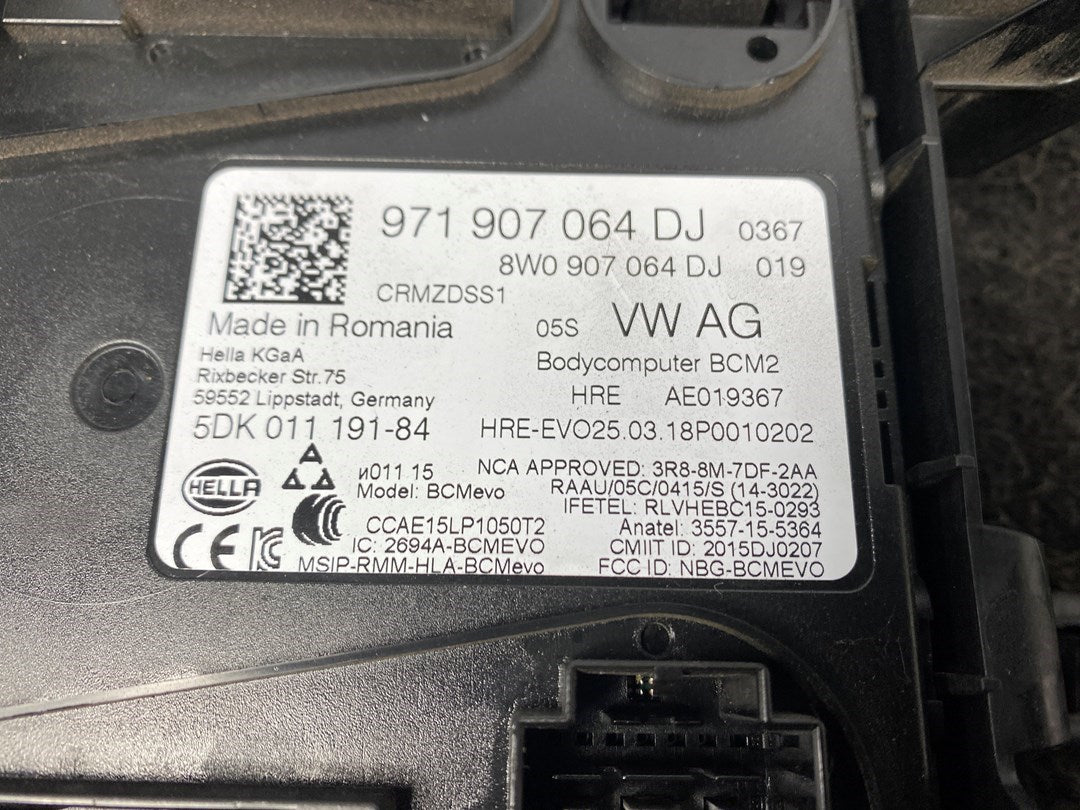 971 907 064 DJ 0367
8W0 907 064 DJ 019
CRMZDSS1
Made in Romania 05S VW AG
Hella KGaA
Rixbecker Str.75
59552 Lippstadt, Germany
Bodycomputer BCM2
HRE AE019367
5DK 011 191-84 HRE-EVO25.03.18P0010202
HELLA
и011 15
Model: BCMevo
CCAE15LP1050T2
IC: 2694A-BCMEVO
MSIP-RMM-HLA-BCMevo
NCA APPROVED: 3R8-8M-7DF-2AA
RAAU/05C/0415/S (14-3022)
IFETEL: RLVHEBC15-0293
Anatel: 3557-15-5364
CMIIT ID: 2015DJ0207
FCC ID: NBG-BCMEVO
CE